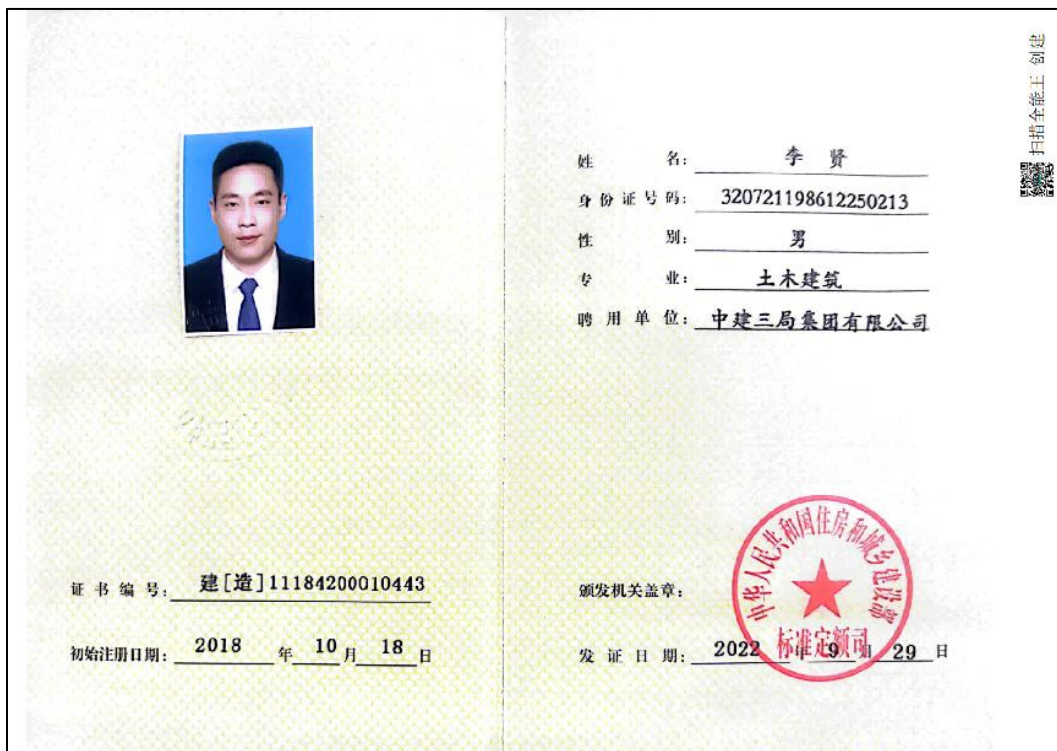 姓 名: 李 贤
身份证号码: 320721198612250213
性 别: 男
专 业: 土木建筑
聘用单位: 中建三局集团有限公司
证书编号: 建[造]11184200010443
初始注册日期: 2018 年 10 月 18 日
颁发机关盖章:
中华人民共和国住房和城乡建设部
标准定额司
发证日期: 2022 年 9 月 29 日
扫描全能王 创建